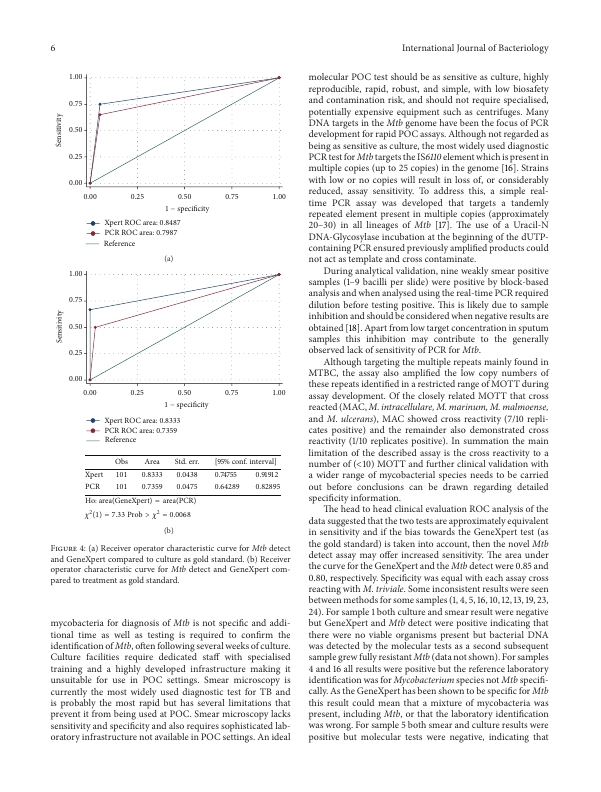 6
International Journal of Bacteriology
1.00
0.75
0.50
0.25
0.00
Sensitivity
0.00 0.25 0.50 0.75 1.00
1 − specificity
Xpert ROC area: 0.8487
PCR ROC area: 0.7987
Reference
(a)
1.00
0.75
0.50
0.25
0.00
Sensitivity
0.00 0.25 0.50 0.75 1.00
1 − specificity
Xpert ROC area: 0.8333
PCR ROC area: 0.7359
Reference
Obs Area Std. err. [95% conf. interval]
Xpert 101 0.8333 0.0438 0.74755 0.91912
PCR 101 0.7359 0.0475 0.64289 0.82895
Ho: area(GeneXpert) = area(PCR)
χ²(1) = 7.33 Prob > χ² = 0.0068
(b)
Figure 4: (a) Receiver operator characteristic curve for Mtb detect
and GeneXpert compared to culture as gold standard. (b) Receiver
operator characteristic curve for Mtb detect and GeneXpert com-
pared to treatment as gold standard.
mycobacteria for diagnosis of Mtb is not specific and addi-
tional time as well as testing is required to confirm the
identification of Mtb, often following several weeks of culture.
Culture facilities require dedicated staff with specialised
training and a highly developed infrastructure making it
unsuitable for use in POC settings. Smear microscopy is
currently the most widely used diagnostic test for TB and
is probably the most rapid but has several limitations that
prevent it from being used at POC. Smear microscopy lacks
sensitivity and specificity and also requires sophisticated lab-
oratory infrastructure not available in POC settings. An ideal
molecular POC test should be as sensitive as culture, highly
reproducible, rapid, robust, and simple, with low biosafety
and contamination risk, and should not require specialised,
potentially expensive equipment such as centrifuges. Many
DNA targets in the Mtb genome have been the focus of PCR
development for rapid POC assays. Although not regarded as
being as sensitive as culture, the most widely used diagnostic
PCR test for Mtb targets the IS6110 element which is present in
multiple copies (up to 25 copies) in the genome [16]. Strains
with low or no copies will result in loss of, or considerably
reduced, assay sensitivity. To address this, a simple real-
time PCR assay was developed that targets a tandemly
repeated element present in multiple copies (approximately
20–30) in all lineages of Mtb [17]. The use of a Uracil-N
DNA-Glycosylase incubation at the beginning of the dUTP-
containing PCR ensured previously amplified products could
not act as template and cross contaminate.
During analytical validation, nine weakly smear positive
samples (1–9 bacilli per slide) were positive by block-based
analysis and when analysed using the real-time PCR required
dilution before testing positive. This is likely due to sample
inhibition and should be considered when negative results are
obtained [18]. Apart from low target concentration in sputum
samples this inhibition may contribute to the generally
observed lack of sensitivity of PCR for Mtb.
Although targeting the multiple repeats mainly found in
MTBC, the assay also amplified the low copy numbers of
these repeats identified in a restricted range of MOTT during
assay development. Of the closely related MOTT that cross
reacted (MAC, M. intracellulare, M. marinum, M. malmoense,
and M. ulcerans), MAC showed cross reactivity (7/10 repli-
cates positive) and the remainder also demonstrated cross
reactivity (1/10 replicates positive). In summation the main
limitation of the described assay is the cross reactivity to a
number of (<10) MOTT and further clinical validation with
a wider range of mycobacterial species needs to be carried
out before conclusions can be drawn regarding detailed
specificity information.
The head to head clinical evaluation ROC analysis of the
data suggested that the two tests are approximately equivalent
in sensitivity and if the bias towards the GeneXpert test (as
the gold standard) is taken into account, then the novel Mtb
detect assay may offer increased sensitivity. The area under
the curve for the GeneXpert and the Mtb detect were 0.85 and
0.80, respectively. Specificity was equal with each assay cross
reacting with M. triviale. Some inconsistent results were seen
between methods for some samples (1, 4, 5, 16, 10, 12, 13, 19, 23,
24). For sample 1 both culture and smear result were negative
but GeneXpert and Mtb detect were positive indicating that
there were no viable organisms present but bacterial DNA
was detected by the molecular tests as a second subsequent
sample grew fully resistant Mtb (data not shown). For samples
4 and 16 all results were positive but the reference laboratory
identification was for Mycobacterium species not Mtb specifi-
cally. As the GeneXpert has been shown to be specific for Mtb
this result could mean that a mixture of mycobacteria was
present, including Mtb, or that the laboratory identification
was wrong. For sample 5 both smear and culture results were
positive but molecular tests were negative, indicating that